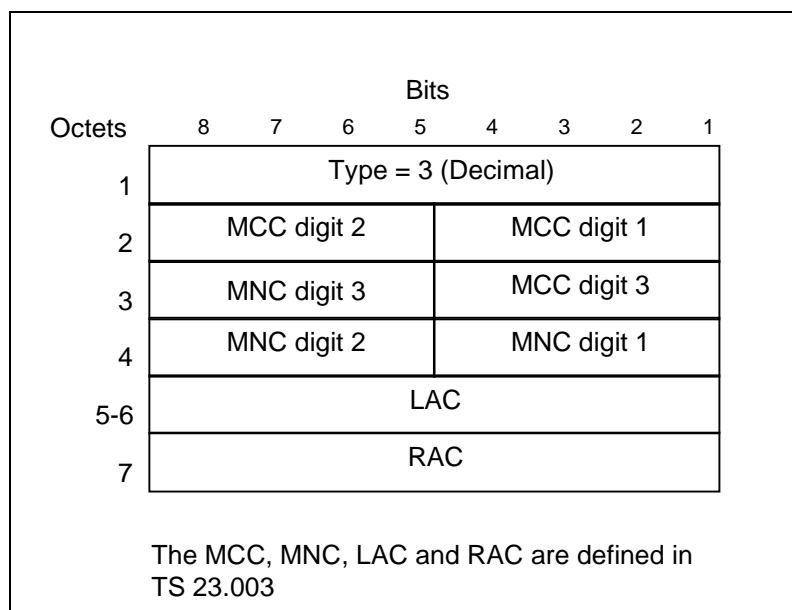 Bits
Octets 8 7 6 5 4 3 2 1
1 Type = 3 (Decimal)
2 MCC digit 2 MCC digit 1
3 MNC digit 3 MCC digit 3
4 MNC digit 2 MNC digit 1
5-6 LAC
7 RAC
The MCC, MNC, LAC and RAC are defined in
TS 23.003